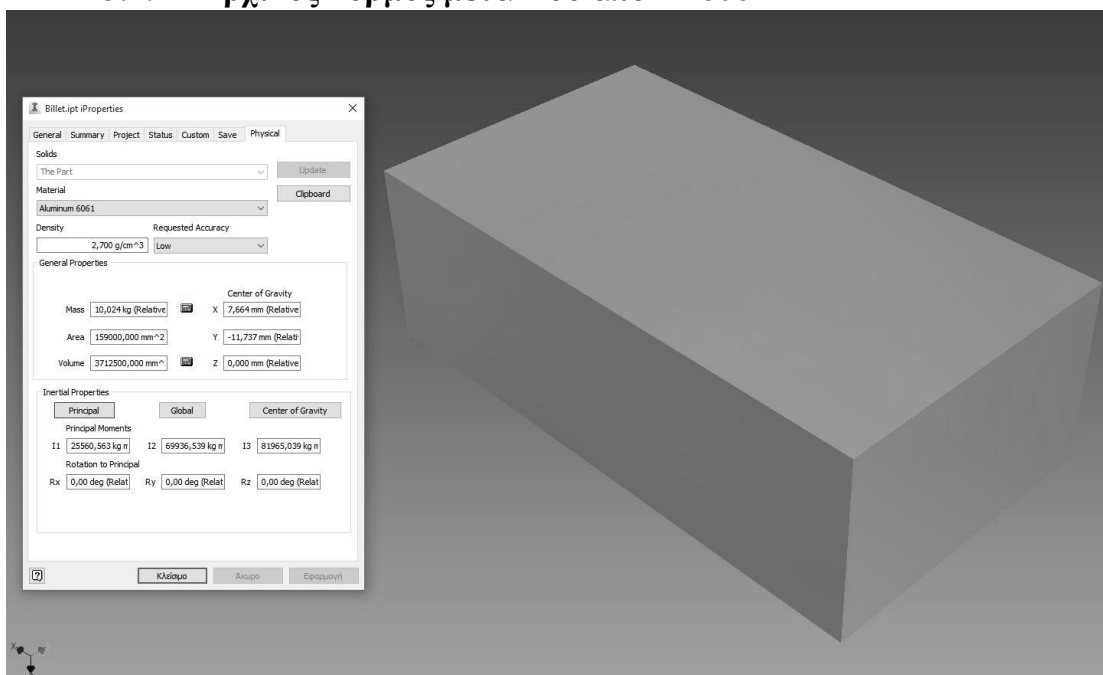 Billet.ipt iProperties
General Summary Project Status Custom Save Physical
Solids
The Part
Update
Material
Clipboard
Aluminum 6061
Density Requested Accuracy
2,700 g/cm^3 Low
General Properties
Center of Gravity
Mass 10,024 kg (Relative X 7,664 mm (Relative
Area 159000,000 mm^2 Y -11,737 mm (Relati
Volume 3712500,000 mm^ Z 0,000 mm (Relative
Inertial Properties
Principal Global Center of Gravity
Principal Moments
I1 25560,563 kg m I2 69936,539 kg m I3 81965,039 kg m
Rotation to Principal
Rx 0,00 deg (Relat Ry 0,00 deg (Relat Rz 0,00 deg (Relat
Κλείσιμο Άκυρο Εφαρμογή
X